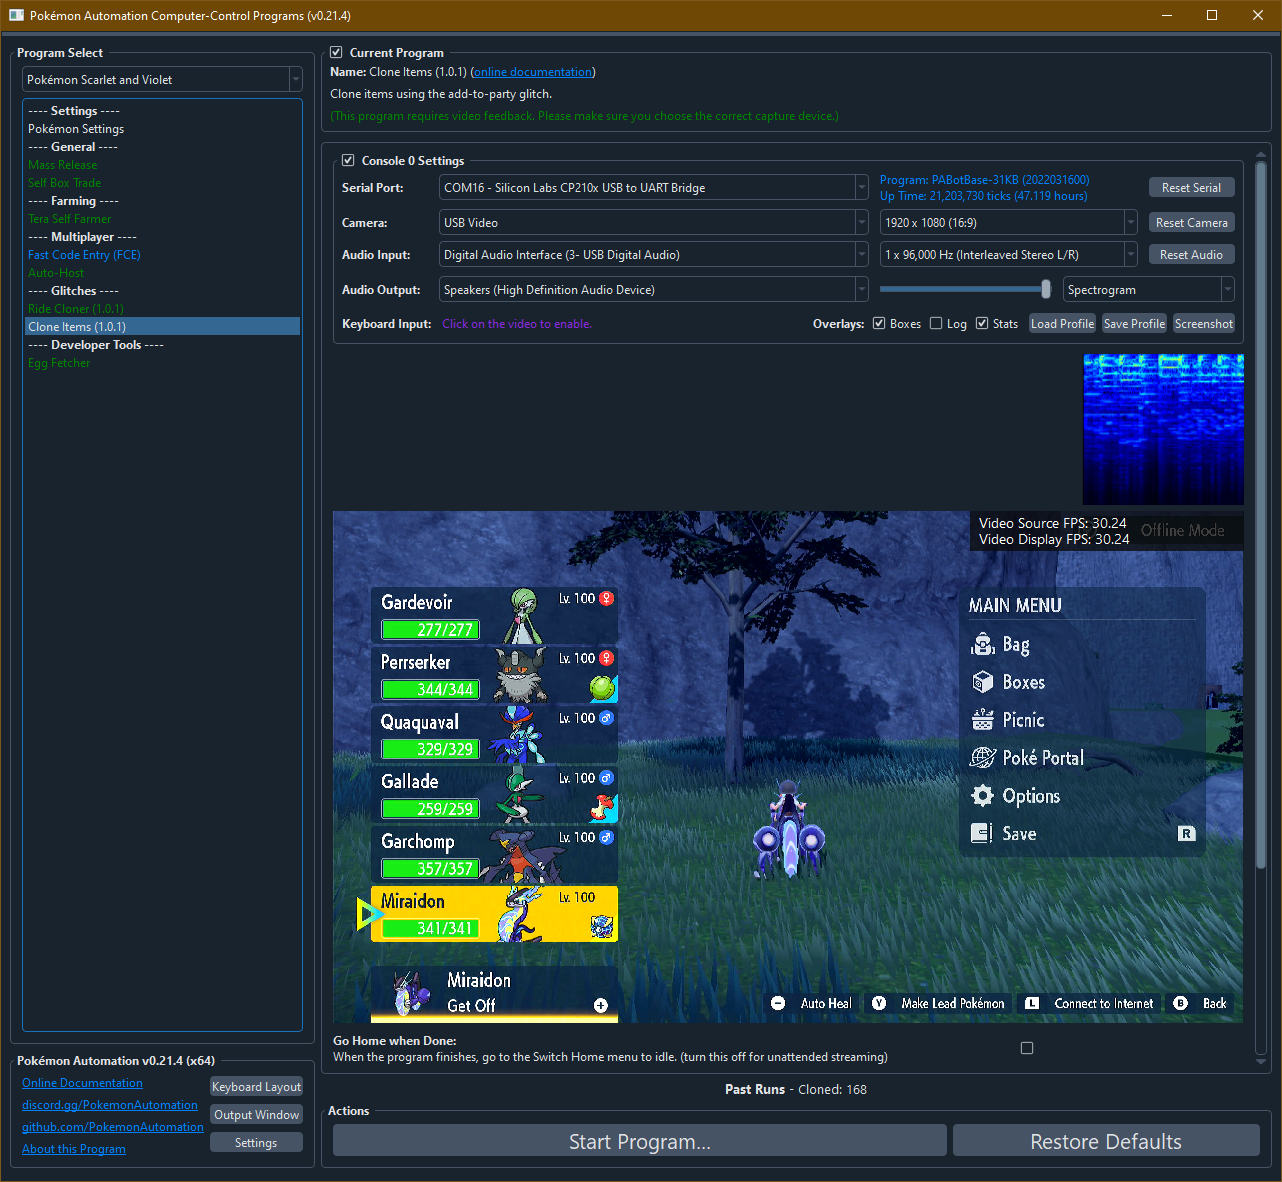 Pokémon Automation Computer-Control Programs (v0.21.4)
Program Select
Pokémon Scarlet and Violet
---- Settings ----
Pokémon Settings
---- General ----
Mass Release
Self Box Trade
---- Farming ----
Tera Self Farmer
---- Multiplayer ----
Fast Code Entry (FCE)
Auto-Host
---- Glitches ----
Ride Cloner (1.0.1)
Clone Items (1.0.1)
---- Developer Tools ----
Egg Fetcher
Pokémon Automation v0.21.4 (x64)
Online Documentation
Keyboard Layout
discord.gg/PokemonAutomation
Output Window
github.com/PokemonAutomation
Settings
About this Program
Current Program
Name: Clone Items (1.0.1) (online documentation)
Clone items using the add-to-party glitch.
(This program requires video feedback. Please make sure you choose the correct capture device.)
Console 0 Settings
Serial Port: COM16 - Silicon Labs CP210x USB to UART Bridge
Program: PABotBase-31KB (2022031600)
Up Time: 21,203,730 ticks (47.119 hours)
Reset Serial
Camera: USB Video 1920 x 1080 (16:9) Reset Camera
Audio Input: Digital Audio Interface (3- USB Digital Audio) 1 x 96,000 Hz (Interleaved Stereo L/R) Reset Audio
Audio Output: Speakers (High Definition Audio Device) Spectrogram
Keyboard Input: Click on the video to enable. Overlays: Boxes Log Stats Load Profile Save Profile Screenshot
Video Source FPS: 30.24
Video Display FPS: 30.24
Offline Mode
Gardevoir Lv. 100
277/277
Perrserker Lv. 100
344/344
Quaquaval Lv. 100
329/329
Gallade Lv. 100
259/259
Garchomp Lv. 100
357/357
Miraidon Lv. 100
341/341
Miraidon
Get Off
MAIN MENU
Bag
Boxes
Picnic
Poké Portal
Options
Save R
Auto Heal Y Make Lead Pokémon L Connect to Internet B Back
Go Home when Done:
When the program finishes, go to the Switch Home menu to idle. (turn this off for unattended streaming)
Past Runs - Cloned: 168
Actions
Start Program... Restore Defaults